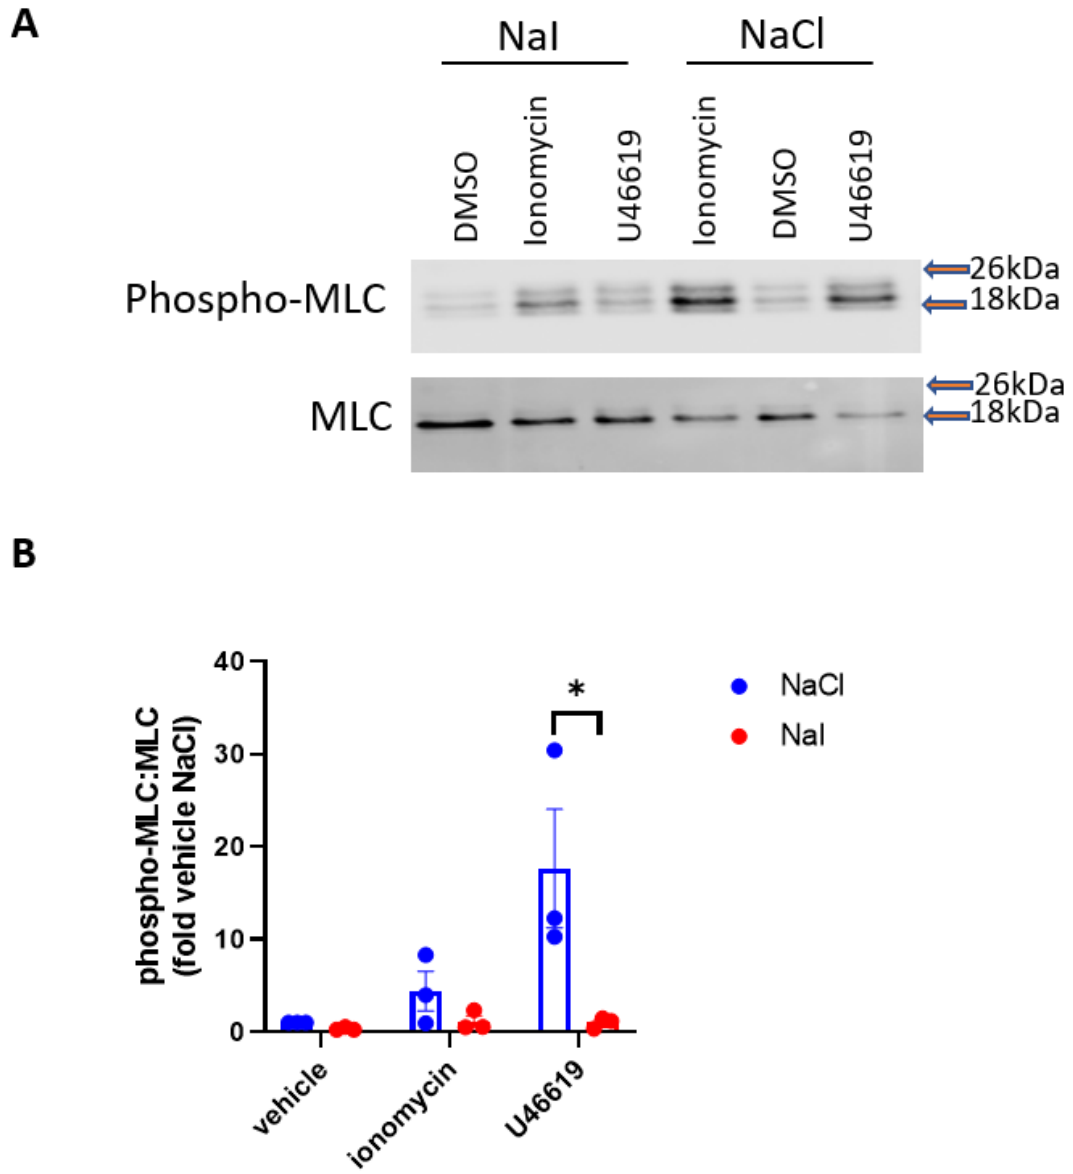 A
NaI NaCl
DMSO Ionomycin U46619 Ionomycin DMSO U46619
26kDa
Phospho-MLC 18kDa
26kDa
MLC 18kDa
B
phospho-MLC:MLC
(fold vehicle NaCl)
40
30
20
10
0
*
NaCl
NaI
vehicle ionomycin U46619